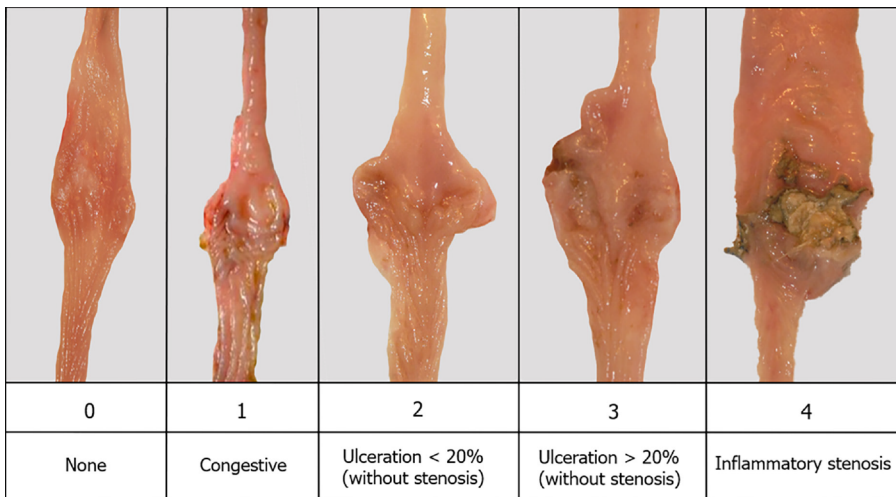 0
1
2
3
4
None
Congestive
Ulceration < 20%
(without stenosis)
Ulceration > 20%
(without stenosis)
Inflammatory stenosis